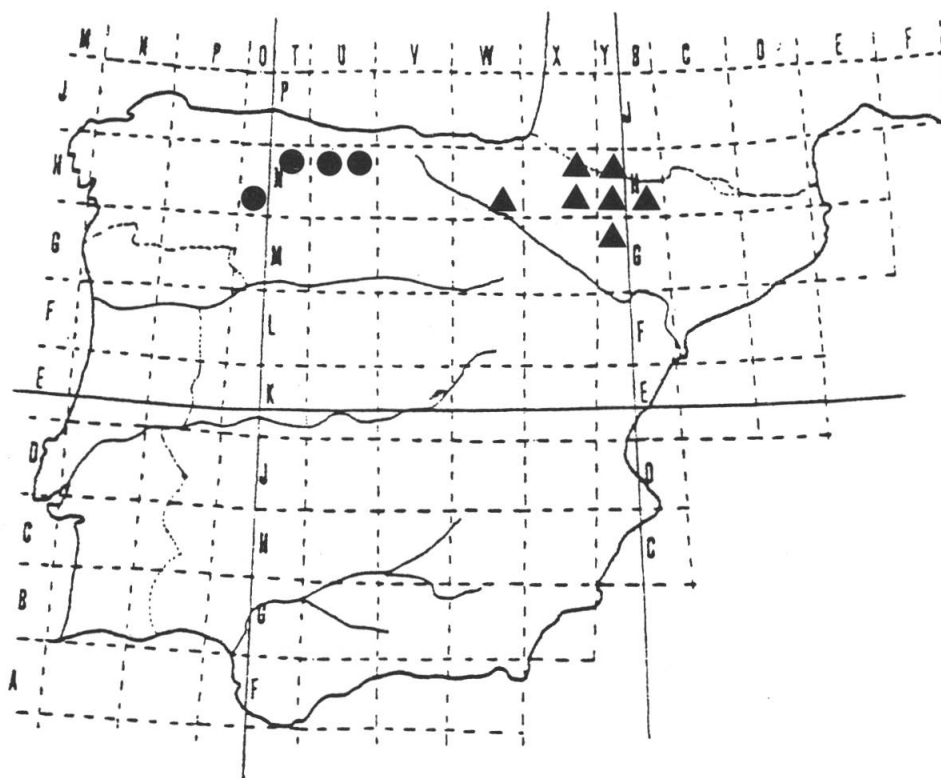 M N P Q T U V W X Y B C D E F
J P J
H N H
G M G
F L F
E K E
D J D
C H C
B G
A F